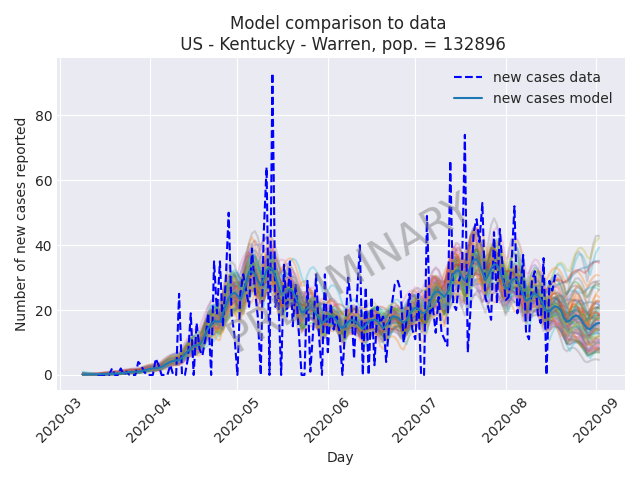 Model comparison to data
US - Kentucky - Warren, pop. = 132896
new cases data
new cases model
Number of new cases reported
80
60
40
20
0
PRELIMINARY
2020-03
2020-04
2020-05
2020-06
2020-07
2020-08
2020-09
Day